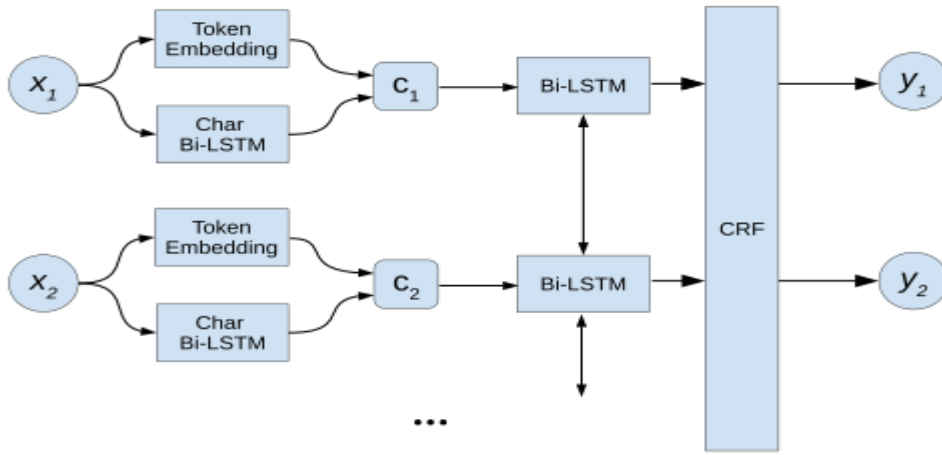 x1
Token
Embedding
Char
Bi-LSTM
c1
Bi-LSTM
y1
CRF
x2
Token
Embedding
Char
Bi-LSTM
c2
Bi-LSTM
y2
...